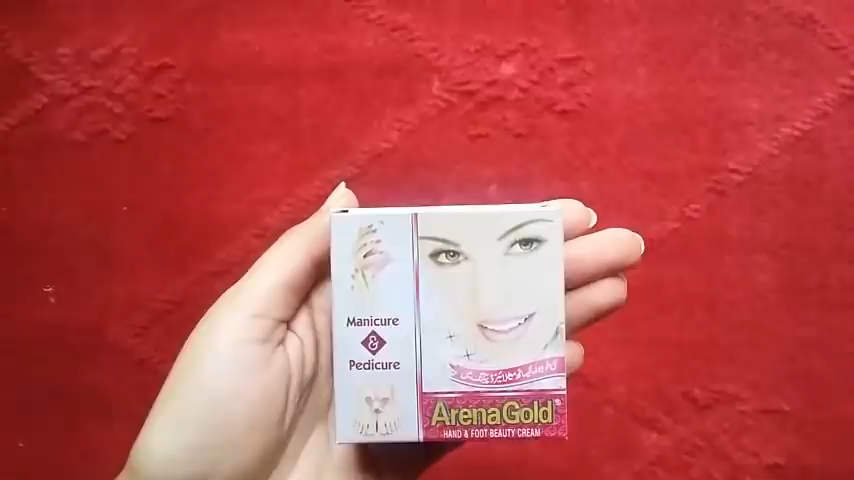 Manicure
&
Pedicure
ArenaGold®
HAND & FOOT BEAUTY CREAM